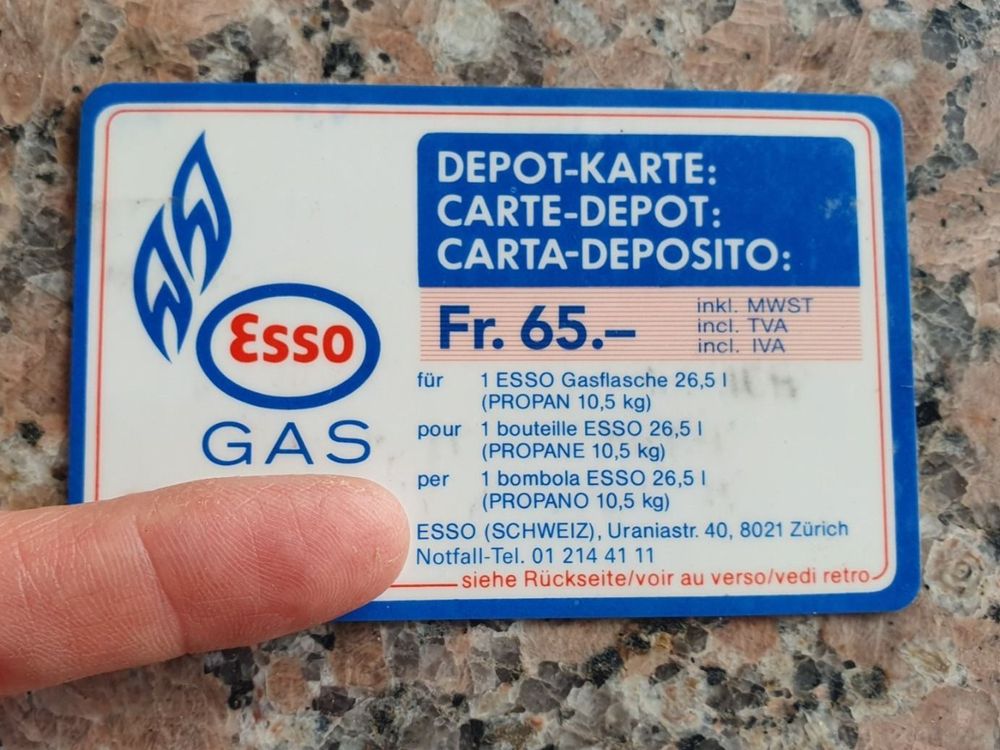 DEPOT-KARTE:
CARTE-DEPOT:
CARTA-DEPOSITO:
Esso
GAS
Fr. 65.–
inkl. MWST
incl. TVA
incl. IVA
für 1 ESSO Gasflasche 26,5 l
(PROPAN 10,5 kg)
pour 1 bouteille ESSO 26,5 l
(PROPANE 10,5 kg)
per 1 bombola ESSO 26,5 l
(PROPANO 10,5 kg)
ESSO (SCHWEIZ), Uraniastr. 40, 8021 Zürich
Notfall-Tel. 01 214 41 11
siehe Rückseite/voir au verso/vedi retro